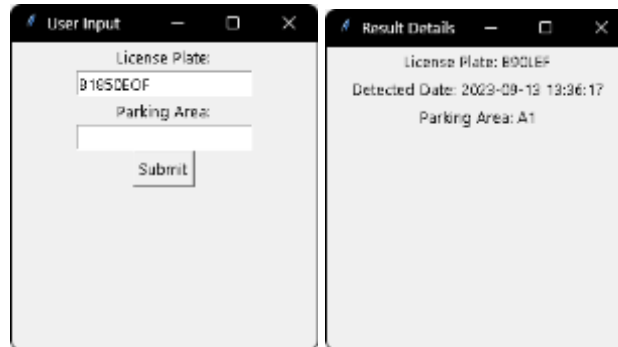 User Input
License Plate:
B1850EOF
Parking Area:
Submit
Result Details
License Plate: B90LEF
Detected Date: 2023-09-13 13:36:17
Parking Area: A1